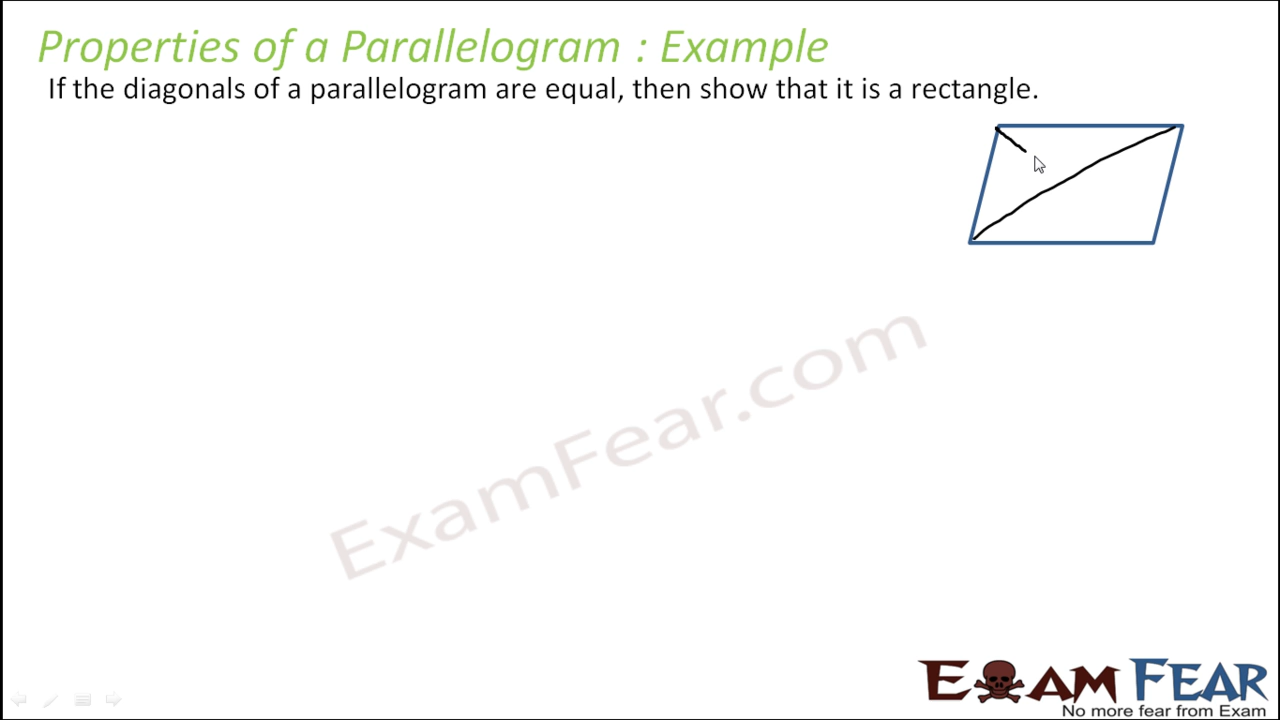 Properties of a Parallelogram : Example
If the diagonals of a parallelogram are equal, then show that it is a rectangle.
ExamFear.com
EXAM FEAR
No more fear from Exam